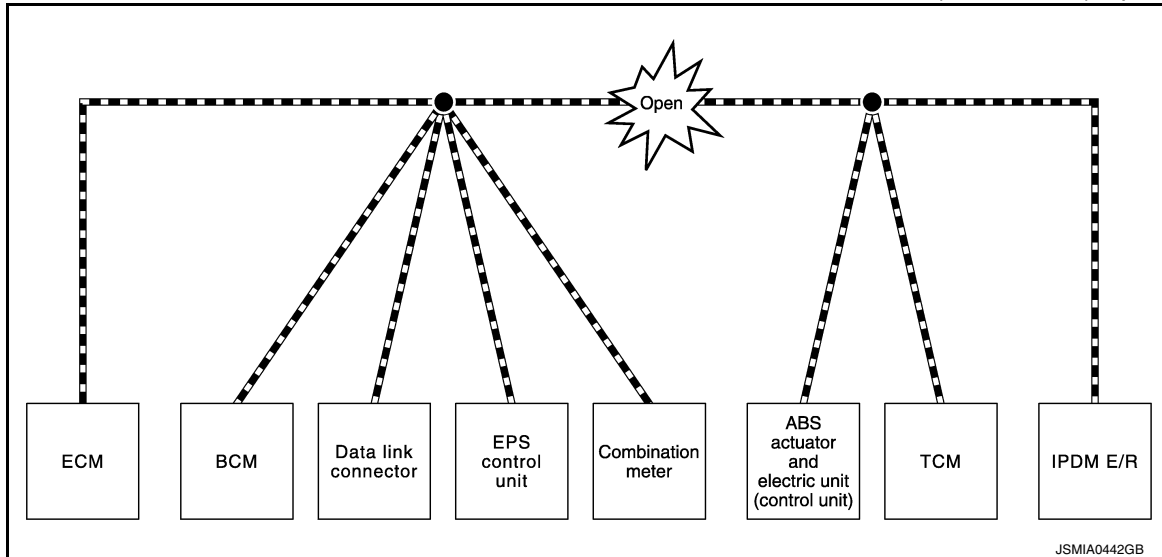 Open
ECM
BCM
Data link
connector
EPS
control
unit
Combination
meter
ABS
actuator
and
electric unit
(control unit)
TCM
IPDM E/R
JSMIA0442GB